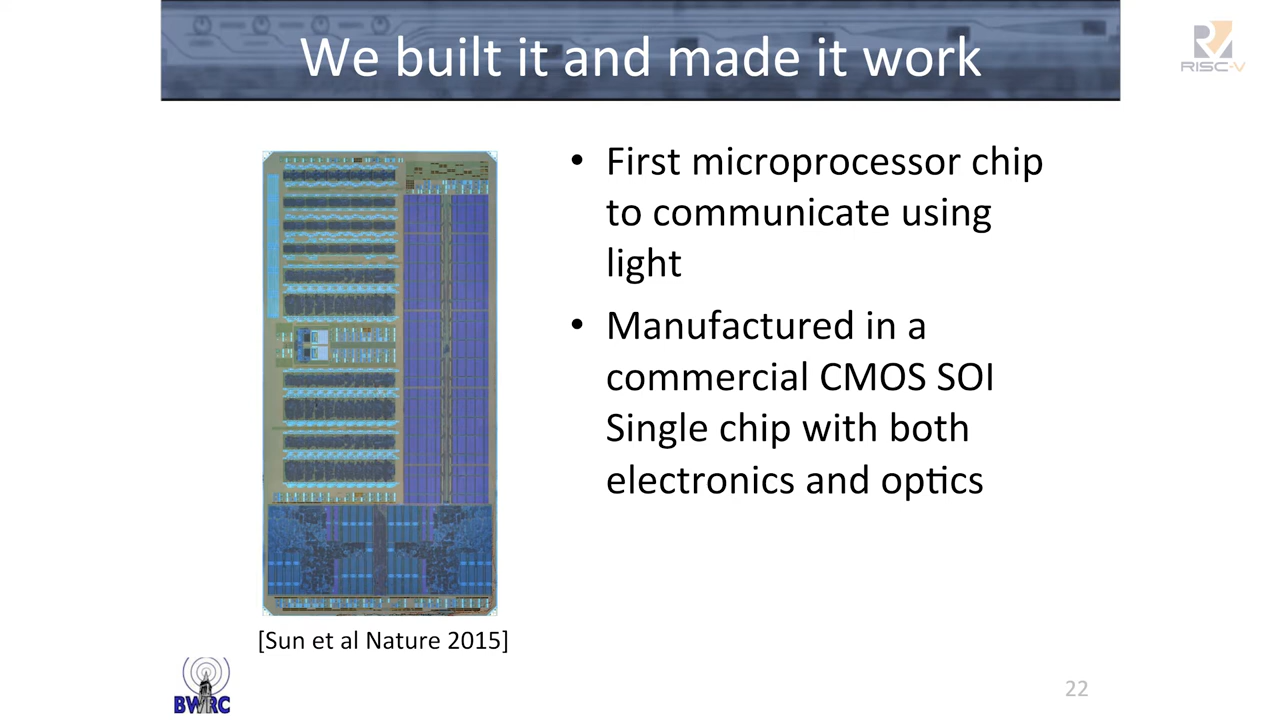 We built it and made it work
RISC-V
• First microprocessor chip
to communicate using
light
• Manufactured in a
commercial CMOS SOI
Single chip with both
electronics and optics
[Sun et al Nature 2015]
BWRC
22